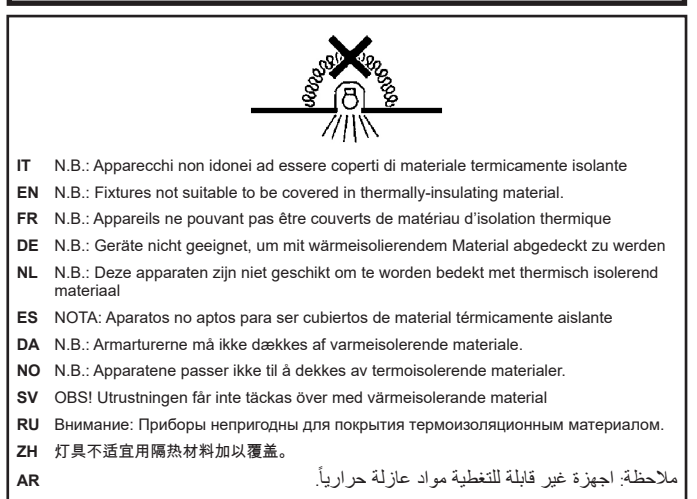 IT N.B.: Apparecchi non idonei ad essere coperti di materiale termicamente isolante
EN N.B.: Fixtures not suitable to be covered in thermally-insulating material.
FR N.B.: Appareils ne pouvant pas être couverts de matériau d’isolation thermique
DE N.B.: Geräte nicht geeignet, um mit wärmeisolierendem Material abgedeckt zu werden
NL N.B.: Deze apparaten zijn niet geschikt om te worden bedekt met thermisch isolerend
materiaal
ES NOTA: Aparatos no aptos para ser cubiertos de material térmicamente aislante
DA N.B.: Armarturerne må ikke dækkes af varmeisolerende materiale.
NO N.B.: Apparatene passer ikke til å dekkes av termoisolerende materialer.
SV OBS! Utrustningen får inte täckas över med värmeisolerande material
RU Внимание: Приборы непригодны для покрытия термоизоляционным материалом.
ZH 灯具不适宜用隔热材料加以覆盖。
AR ملاحظة: اجهزة غير قابلة للتغطية مواد عازلة حرارياً.